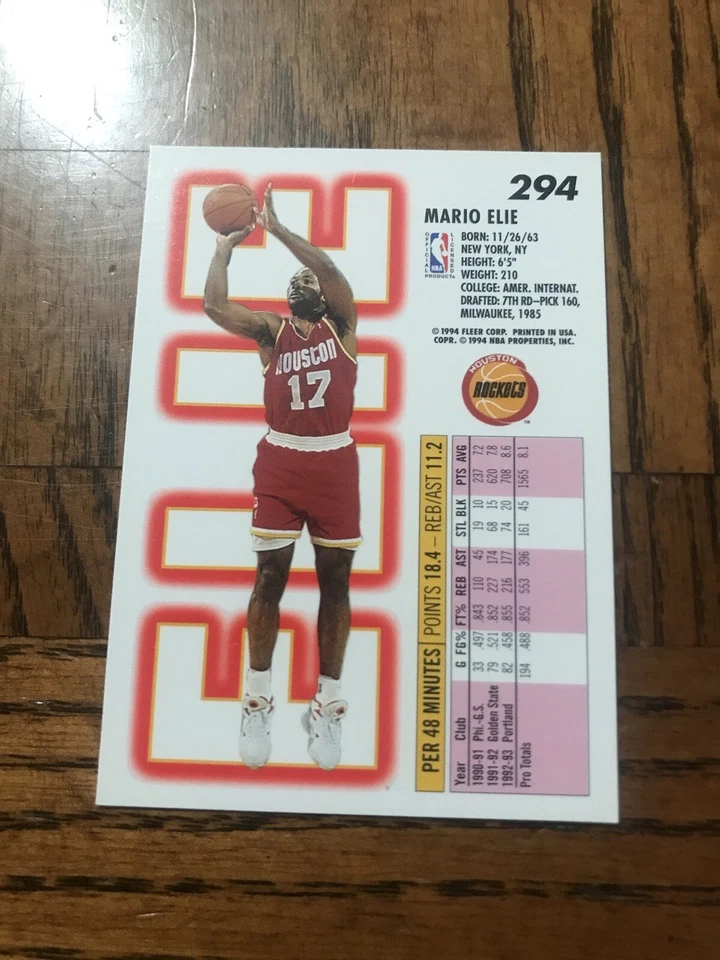 294
MARIO ELIE
OFFICIAL LICENSED
NBA
PRODUCTS
BORN: 11/26/63
NEW YORK, NY
HEIGHT: 6'5"
WEIGHT: 210
COLLEGE: AMER. INTERNAT.
DRAFTED: 7TH RD–PICK 160,
MILWAUKEE, 1985
© 1994 FLEER CORP. PRINTED IN USA.
COPR. © 1994 NBA PROPERTIES, INC.
HOUSTON
ROCKETS
TM
ELIE
HOUSTON
17
PER 48 MINUTES | POINTS 18.4 – REB/AST 11.2
Year Club G FG% FT% REB AST STL BLK PTS AVG
1990-91 Phi.-G.S. 33 .497 .843 110 45 19 10 237 7.2
1991-92 Golden State 79 .521 .852 227 174 68 15 620 7.8
1992-93 Portland 82 .458 .855 216 177 74 20 708 8.6
Pro Totals 194 .488 .852 553 396 161 45 1565 8.1